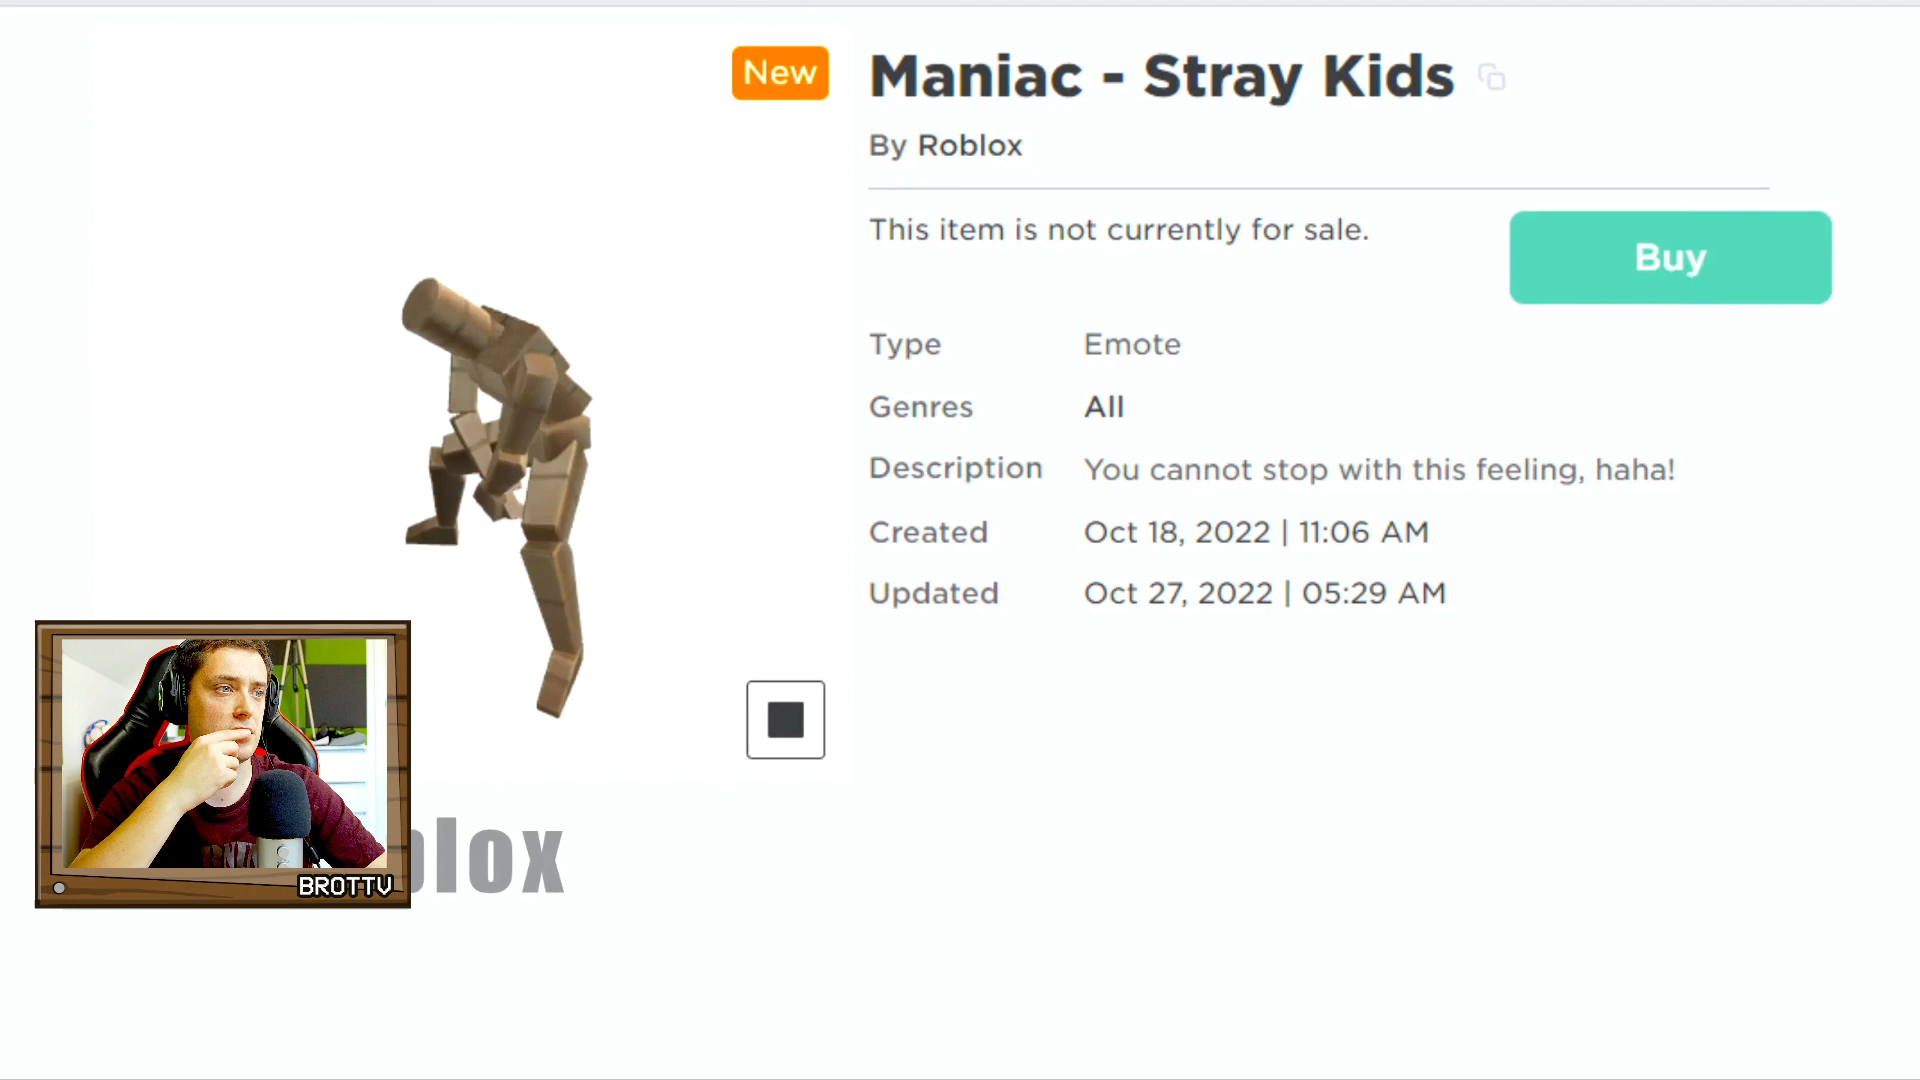 New
Maniac - Stray Kids
By Roblox
This item is not currently for sale.
Buy
Type Emote
Genres All
Description You cannot stop with this feeling, haha!
Created Oct 18, 2022 | 11:06 AM
Updated Oct 27, 2022 | 05:29 AM
BROTTV
lox